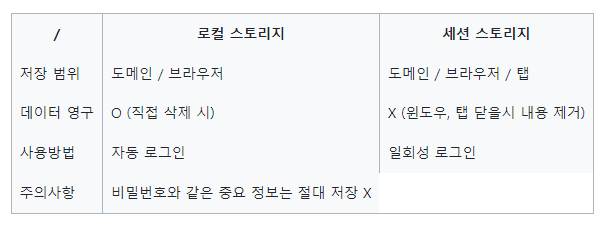 / 로컬 스토리지 세션 스토리지
저장 범위 도메인 / 브라우저 도메인 / 브라우저 / 탭
데이터 영구 O (직접 삭제 시) X (윈도우, 탭 닫을시 내용 제거)
사용방법 자동 로그인 일회성 로그인
주의사항 비밀번호와 같은 중요 정보는 절대 저장 X